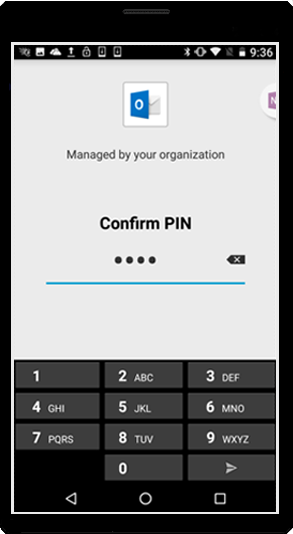 9:36
O
N
Managed by your organization
Confirm PIN
1
2 ABC
3 DEF
4 GHI
5 JKL
6 MNO
7 PQRS
8 TUV
9 WXYZ
0